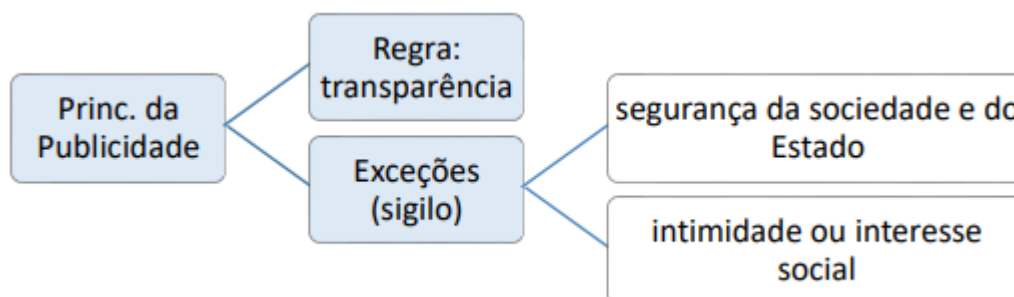 Princ. da
Publicidade
Regra:
transparência
Exceções
(sigilo)
segurança da sociedade e do
Estado
intimidade ou interesse
social